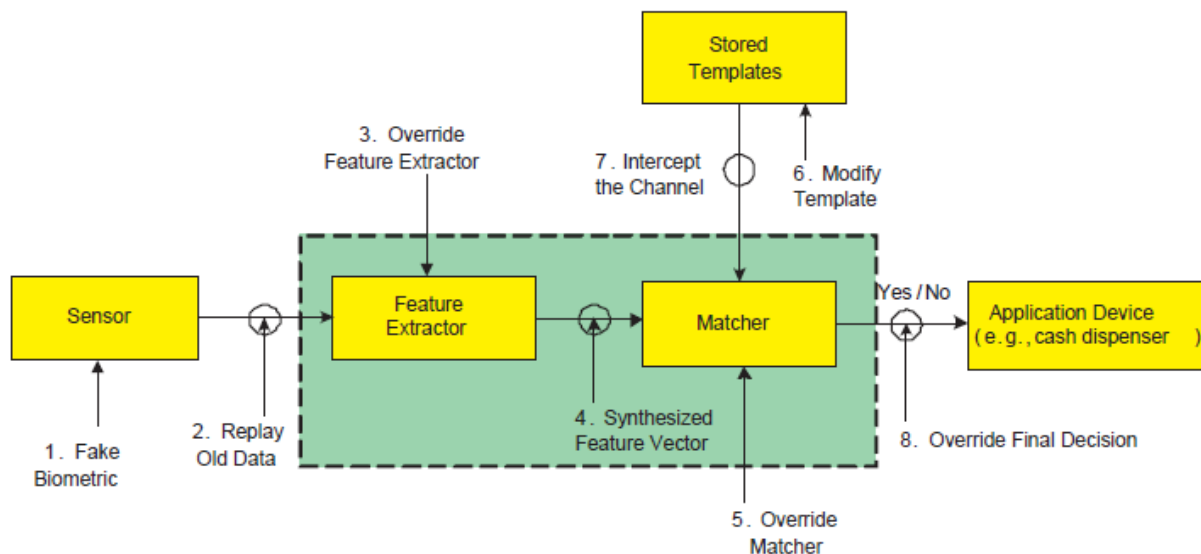 Stored
Templates
3. Override
Feature Extractor
7. Intercept
the Channel
6. Modify
Template
Sensor
Feature
Extractor
Matcher
Yes/No
Application Device
(e.g., cash dispenser )
1. Fake
Biometric
2. Replay
Old Data
4. Synthesized
Feature Vector
8. Override Final Decision
5. Override
Matcher